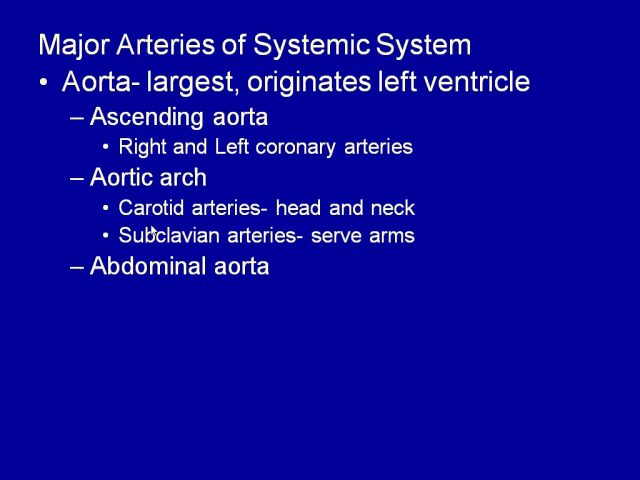 Major Arteries of Systemic System
• Aorta- largest, originates left ventricle
– Ascending aorta
• Right and Left coronary arteries
– Aortic arch
• Carotid arteries- head and neck
• Subclavian arteries- serve arms
– Abdominal aorta